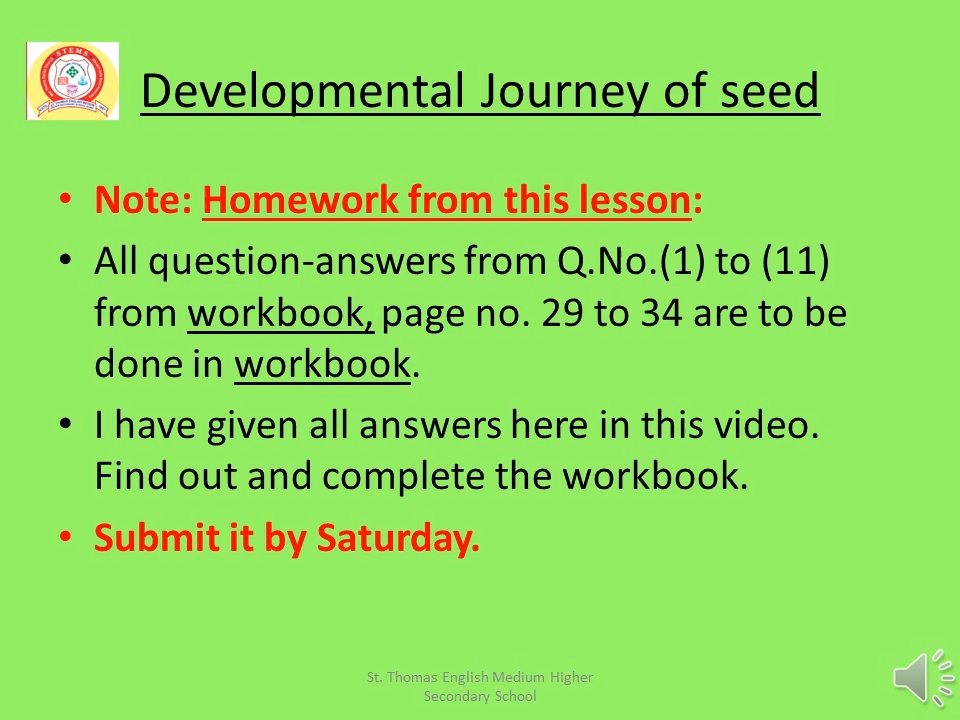 STEMS
Developmental Journey of seed
• Note: Homework from this lesson:
• All question-answers from Q.No.(1) to (11)
from workbook, page no. 29 to 34 are to be
done in workbook.
• I have given all answers here in this video.
Find out and complete the workbook.
• Submit it by Saturday.
St. Thomas English Medium Higher
Secondary School